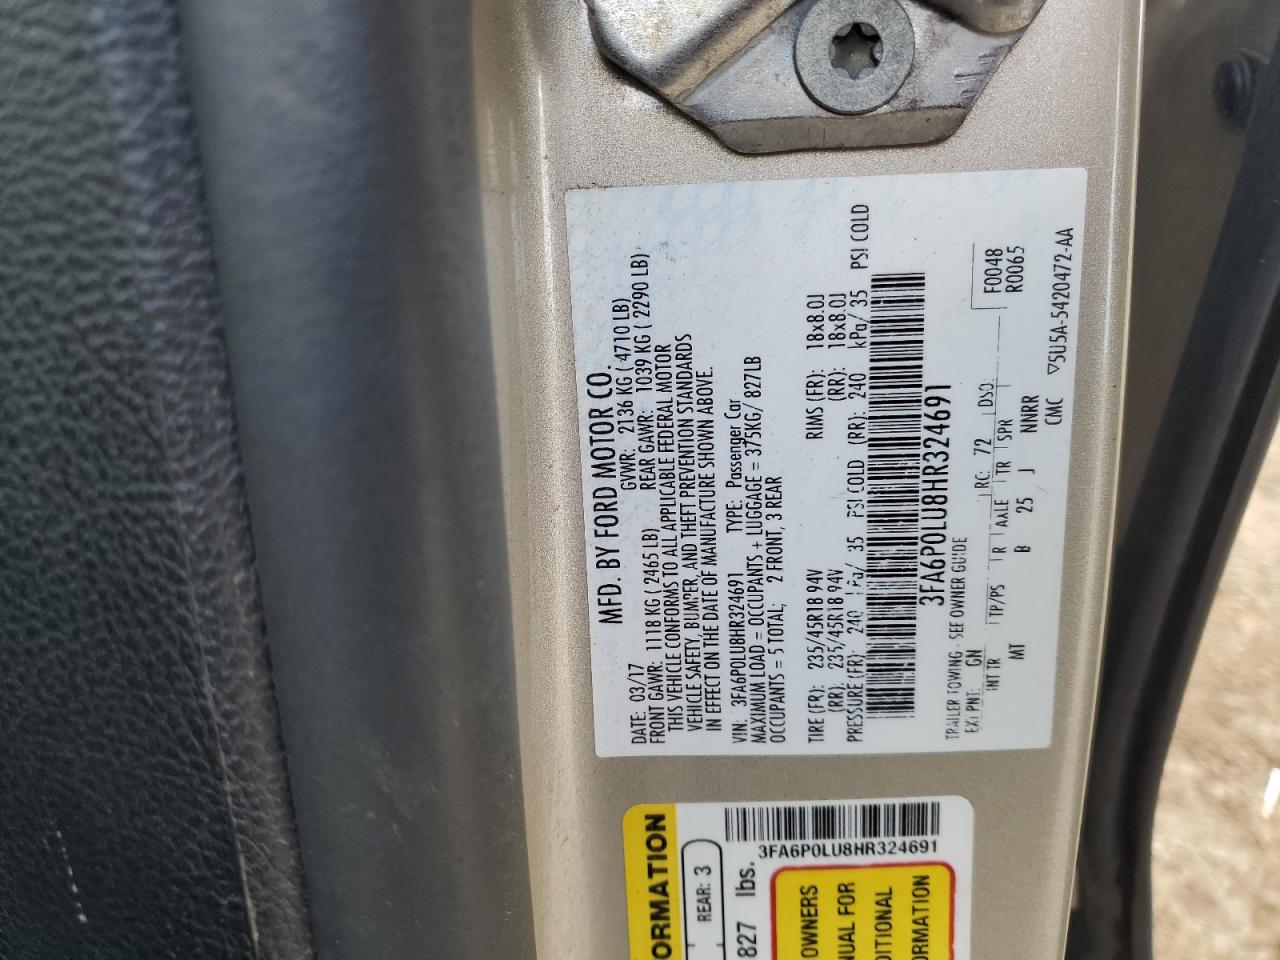 MFD. BY FORD MOTOR CO.
DATE: 03/17 GVWR: 2136 KG ( 4710 LB)
FRONT GAWR: 1118 KG ( 2465 LB) REAR GAWR: 1039 KG ( 2290 LB)
THIS VEHICLE CONFORMS TO ALL APPLICABLE FEDERAL MOTOR
VEHICLE SAFETY, BUMPER, AND THEFT PREVENTION STANDARDS
IN EFFECT ON THE DATE OF MANUFACTURE SHOWN ABOVE.
VIN: 3FA6P0LU8HR324691 TYPE: Passenger Car
MAXIMUM LOAD = OCCUPANTS + LUGGAGE = 375KG/ 827LB
OCCUPANTS = 5 TOTAL; 2 FRONT, 3 REAR
TIRE (FR): 235/45R18 94V RIMS (FR): 18x8.0J
(RR): 235/45R18 94V (RR): 18x8.0J
PRESSURE (FR): 240 kPa/ 35 PSI COLD (RR): 240 kPa/ 35 PSI COLD
3FA6P0LU8HR324691
TRAILER TOWING - SEE OWNER GUIDE
EXT PNT: GN RC: 72 DSO: F0048
R0065
INT TR TP/PS R AXLE TR SPR
MT B 25 J NNRR
CMC
▽5U5A-5420472-AA
ORMATION
REAR: 3
827 lbs.
3FA6P0LU8HR324691
OWNERS
NUAL FOR
DITIONAL
ORMATION